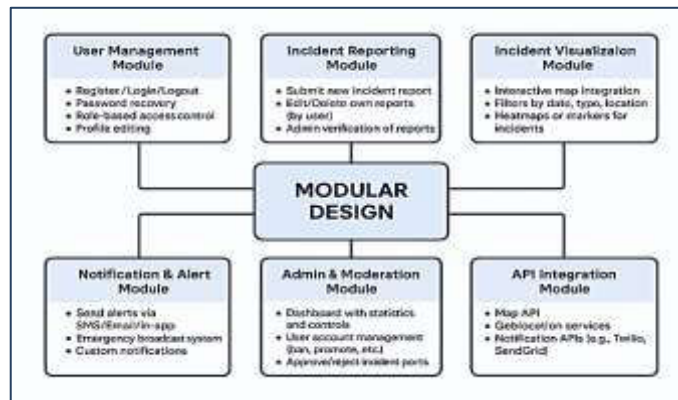 User Management
Module
• Register/Login/Logout
• Password recovery
• Role-based access control
• Profile editing
Incident Reporting
Module
• Submit new incident report
• Edit/Delete own reports
(by user)
• Admin verification of reports
Incident Visualizaion
Module
• Interactive map integration
• Filters by date, type, location
• Heatmaps or markers for
incidents
MODULAR
DESIGN
Notification & Alert
Module
• Send alerts via
SMS/Email/in-app
• Emergency broadcast system
• Custom notifications
Admin & Moderation
Module
• Dashboard with statistics
and controls
• User account management
(ban, promote, etc.)
• Approve/reject incident ports
API Integration
Module
• Map API
• Geolocation services
• Notification APIs (e.g., Twilio,
SendGrid)